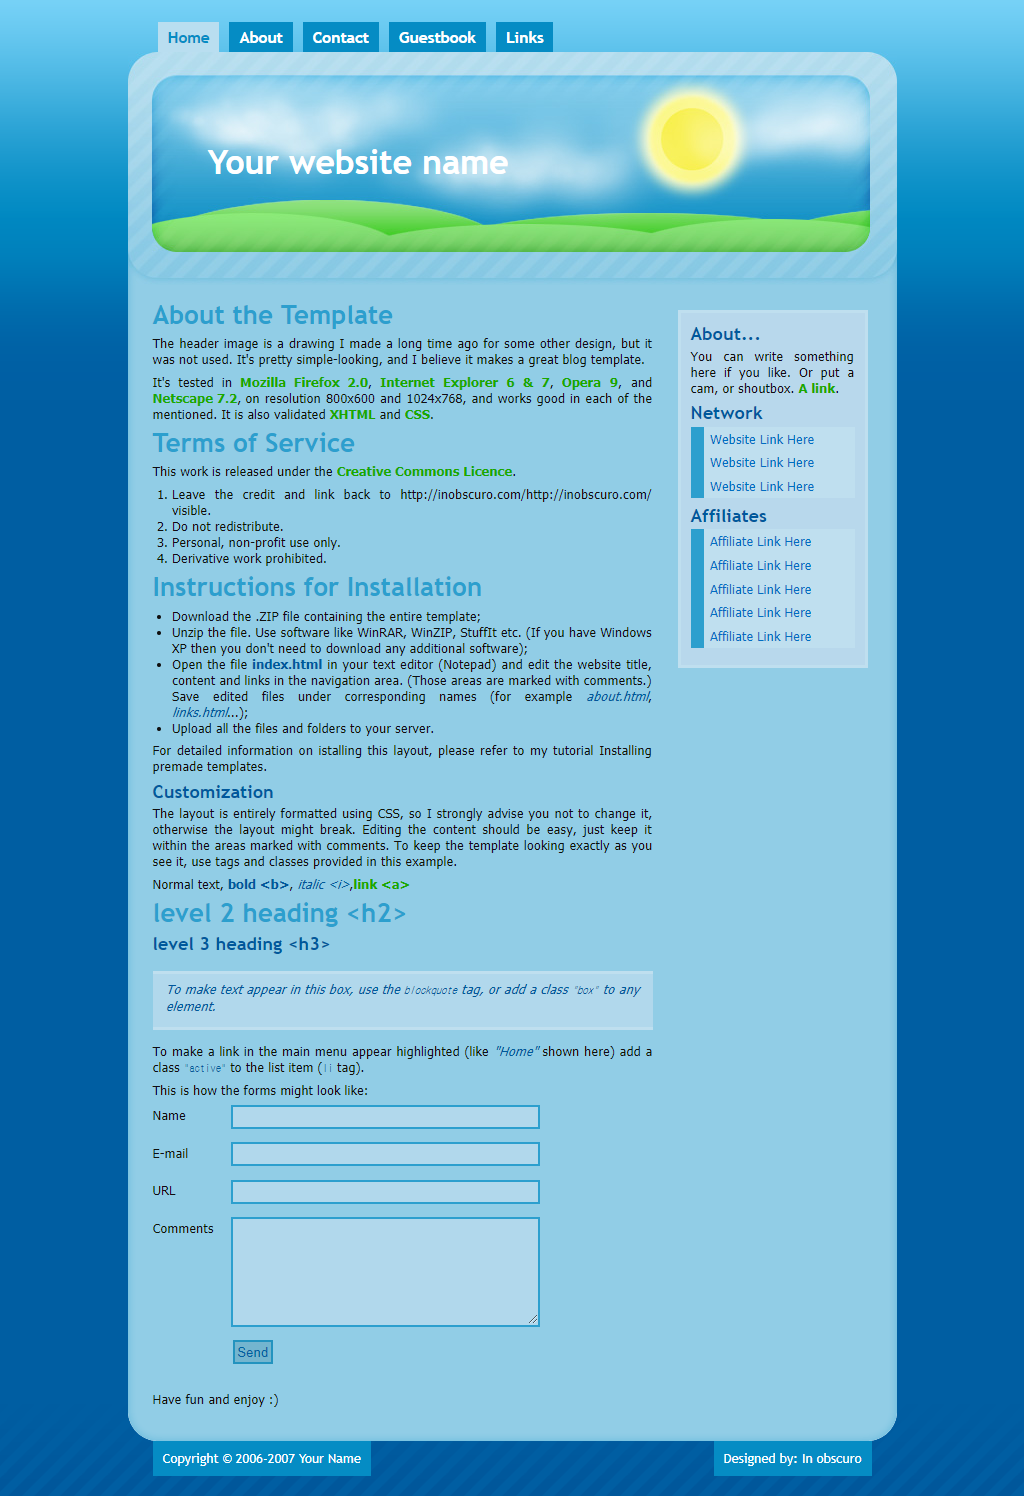 Home About Contact Guestbook Links
Your website name
About the Template
The header image is a drawing I made a long time ago for some other design, but it
was not used. It's pretty simple-looking, and I believe it makes a great blog template.
It's tested in Mozilla Firefox 2.0, Internet Explorer 6 & 7, Opera 9, and
Netscape 7.2, on resolution 800x600 and 1024x768, and works good in each of the
mentioned. It is also validated XHTML and CSS.
Terms of Service
This work is released under the Creative Commons Licence.
1. Leave the credit and link back to http://inobscuro.com/http://inobscuro.com/
visible.
2. Do not redistribute.
3. Personal, non-profit use only.
4. Derivative work prohibited.
Instructions for Installation
• Download the .ZIP file containing the entire template;
• Unzip the file. Use software like WinRAR, WinZIP, StuffIt etc. (If you have Windows
XP then you don't need to download any additional software);
• Open the file index.html in your text editor (Notepad) and edit the website title,
content and links in the navigation area. (Those areas are marked with comments.)
Save edited files under corresponding names (for example about.html,
links.html...);
• Upload all the files and folders to your server.
For detailed information on istalling this layout, please refer to my tutorial Installing
premade templates.
Customization
The layout is entirely formatted using CSS, so I strongly advise you not to change it,
otherwise the layout might break. Editing the content should be easy, just keep it
within the areas marked with comments. To keep the template looking exactly as you
see it, use tags and classes provided in this example.
Normal text, bold <b>, italic <i>,link <a>
level 2 heading <h2>
level 3 heading <h3>
To make text appear in this box, use the blockquote tag, or add a class "box" to any
element.
To make a link in the main menu appear highlighted (like "Home" shown here) add a
class "active" to the list item (li tag).
This is how the forms might look like:
Name
E-mail
URL
Comments
Send
Have fun and enjoy :)
About...
You can write something
here if you like. Or put a
cam, or shoutbox. A link.
Network
Website Link Here
Website Link Here
Website Link Here
Affiliates
Affiliate Link Here
Affiliate Link Here
Affiliate Link Here
Affiliate Link Here
Affiliate Link Here
Copyright © 2006-2007 Your Name
Designed by: In obscuro